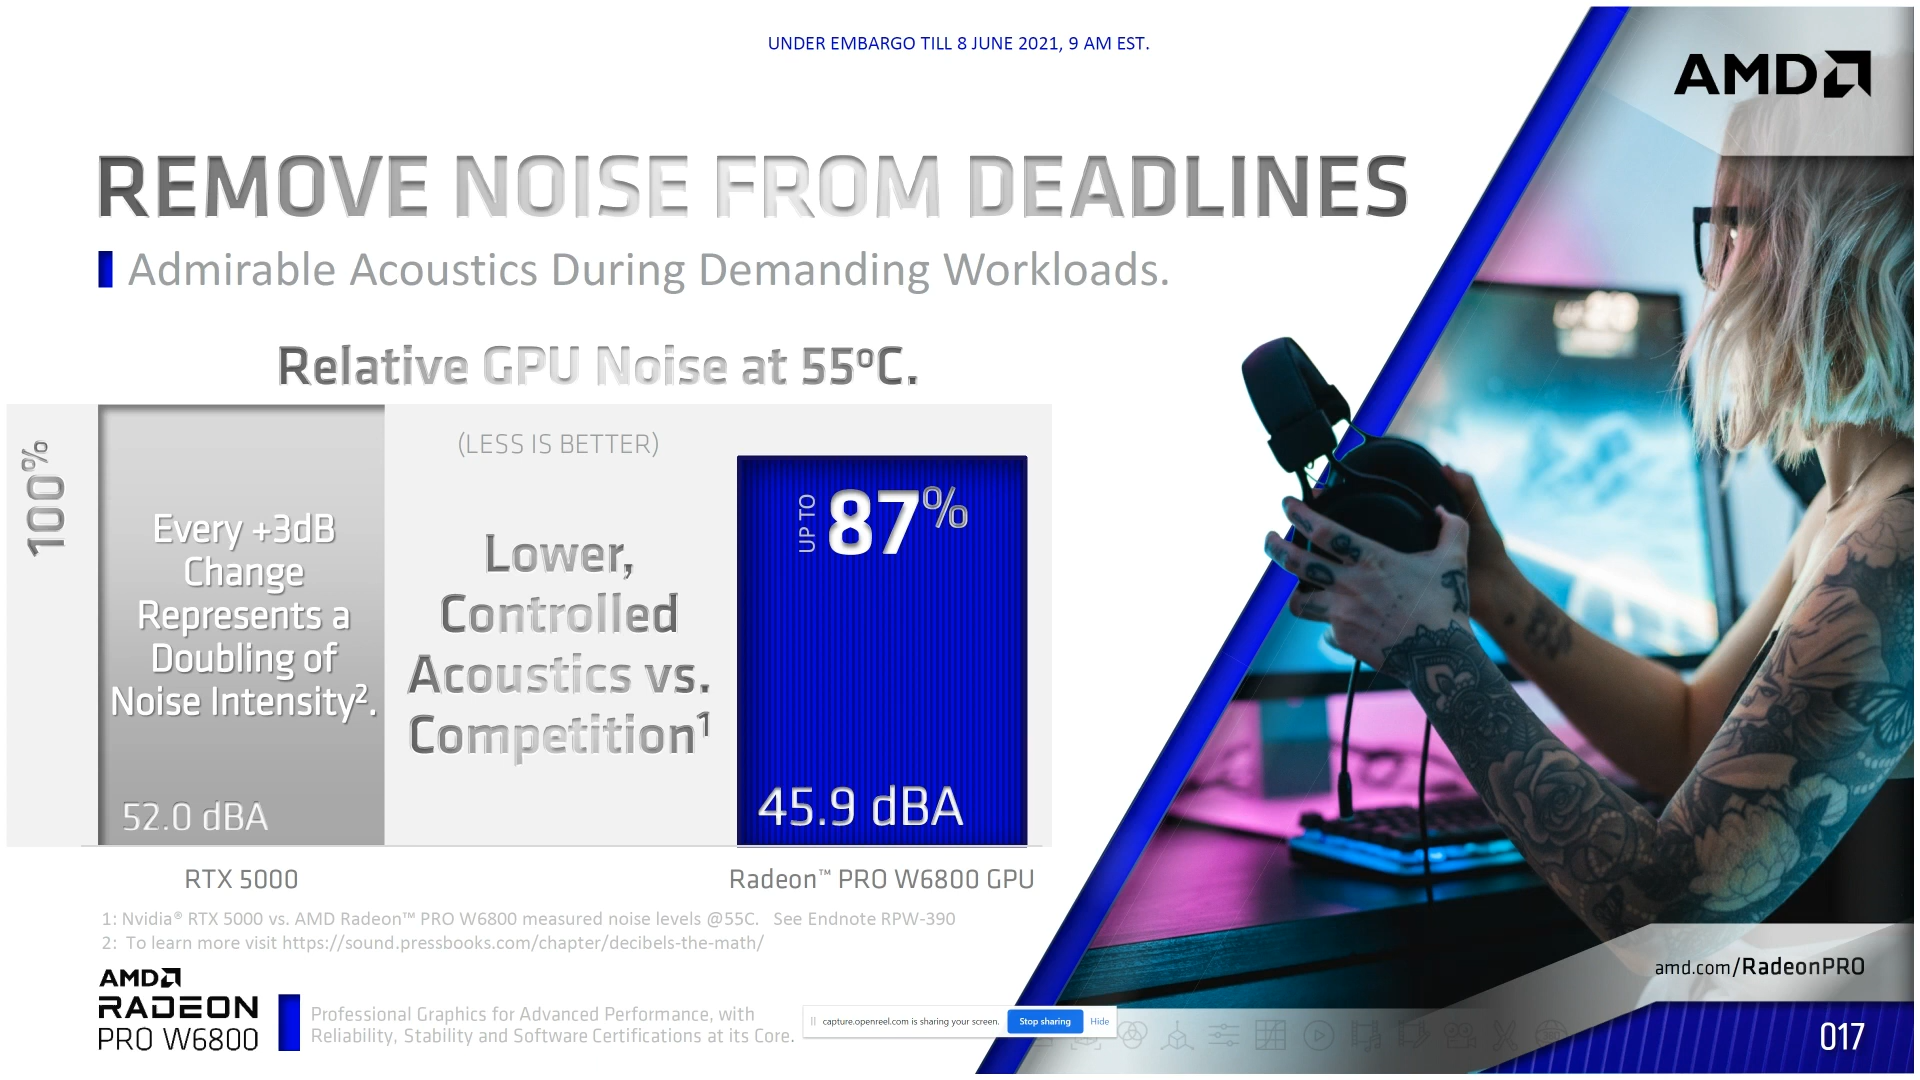 UNDER EMBARGO TILL 8 JUNE 2021, 9 AM EST.
AMD
REMOVE NOISE FROM DEADLINES
Admirable Acoustics During Demanding Workloads.
Relative GPU Noise at 55ºC.
100%
Every +3dB
Change
Represents a
Doubling of
Noise Intensity².
52.0 dBA
(LESS IS BETTER)
Lower,
Controlled
Acoustics vs.
Competition¹
UP TO 87%
45.9 dBA
RTX 5000
Radeon™ PRO W6800 GPU
1: Nvidia® RTX 5000 vs. AMD Radeon™ PRO W6800 measured noise levels @55C. See Endnote RPW-390
2: To learn more visit https://sound.pressbooks.com/chapter/decibels-the-math/
AMD
RADEON
PRO W6800
Professional Graphics for Advanced Performance, with
Reliability, Stability and Software Certifications at its Core.
capture.openreel.com is sharing your screen. Stop sharing Hide
amd.com/RadeonPRO
017